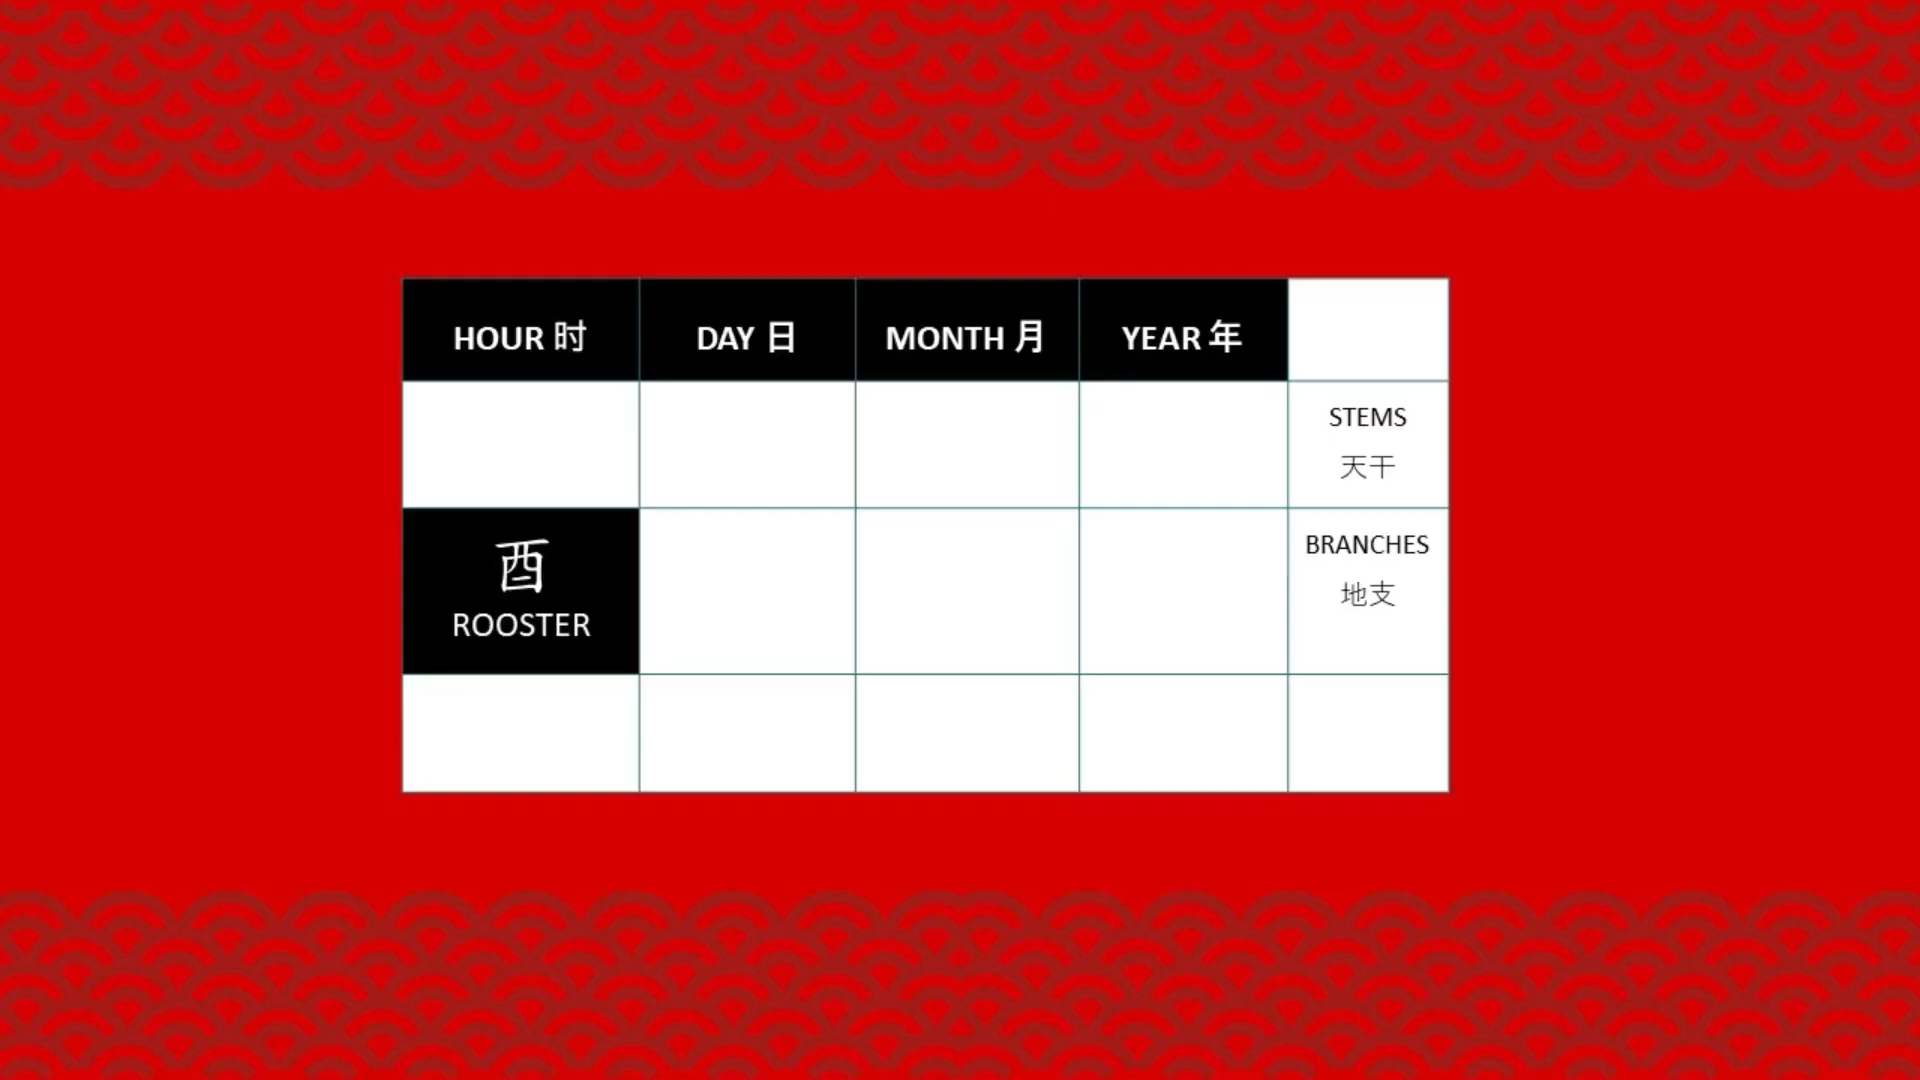 HOUR 时 DAY 日 MONTH 月 YEAR 年
STEMS
天干
酉
ROOSTER
BRANCHES
地支